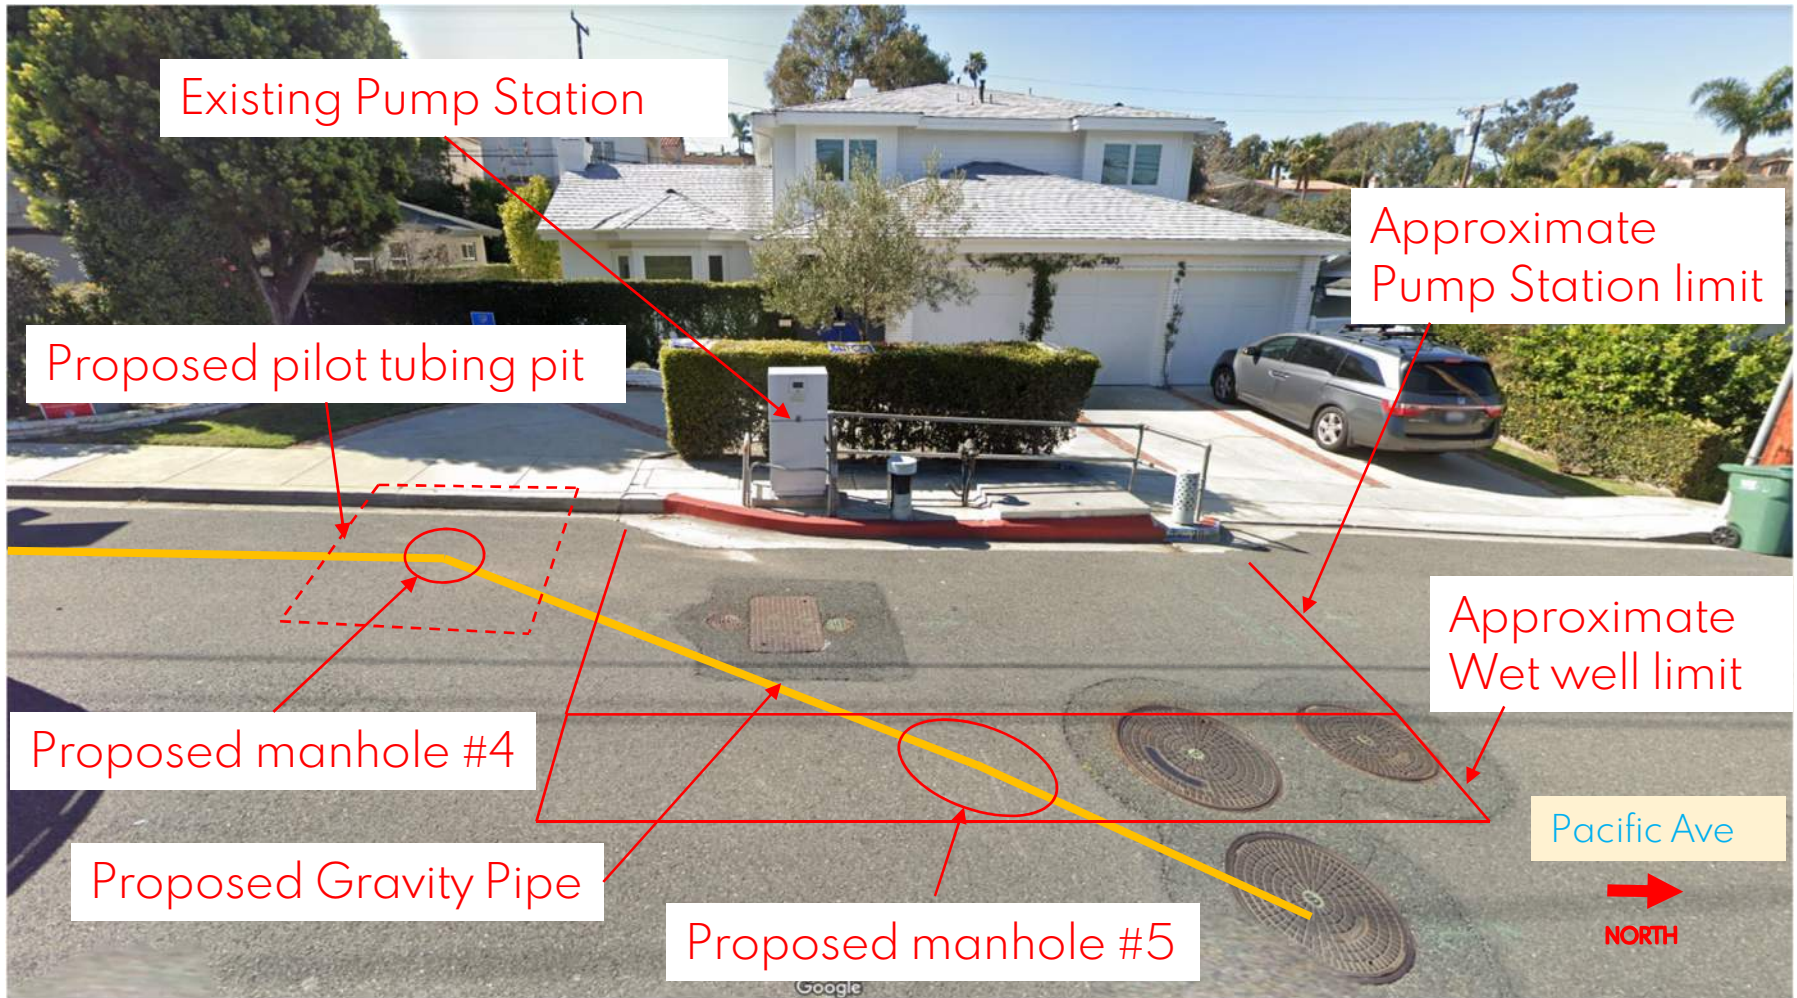 Existing Pump Station
Approximate
Pump Station limit
Proposed pilot tubing pit
Approximate
Wet well limit
Proposed manhole #4
Pacific Ave
Proposed Gravity Pipe
NORTH
Proposed manhole #5
Google